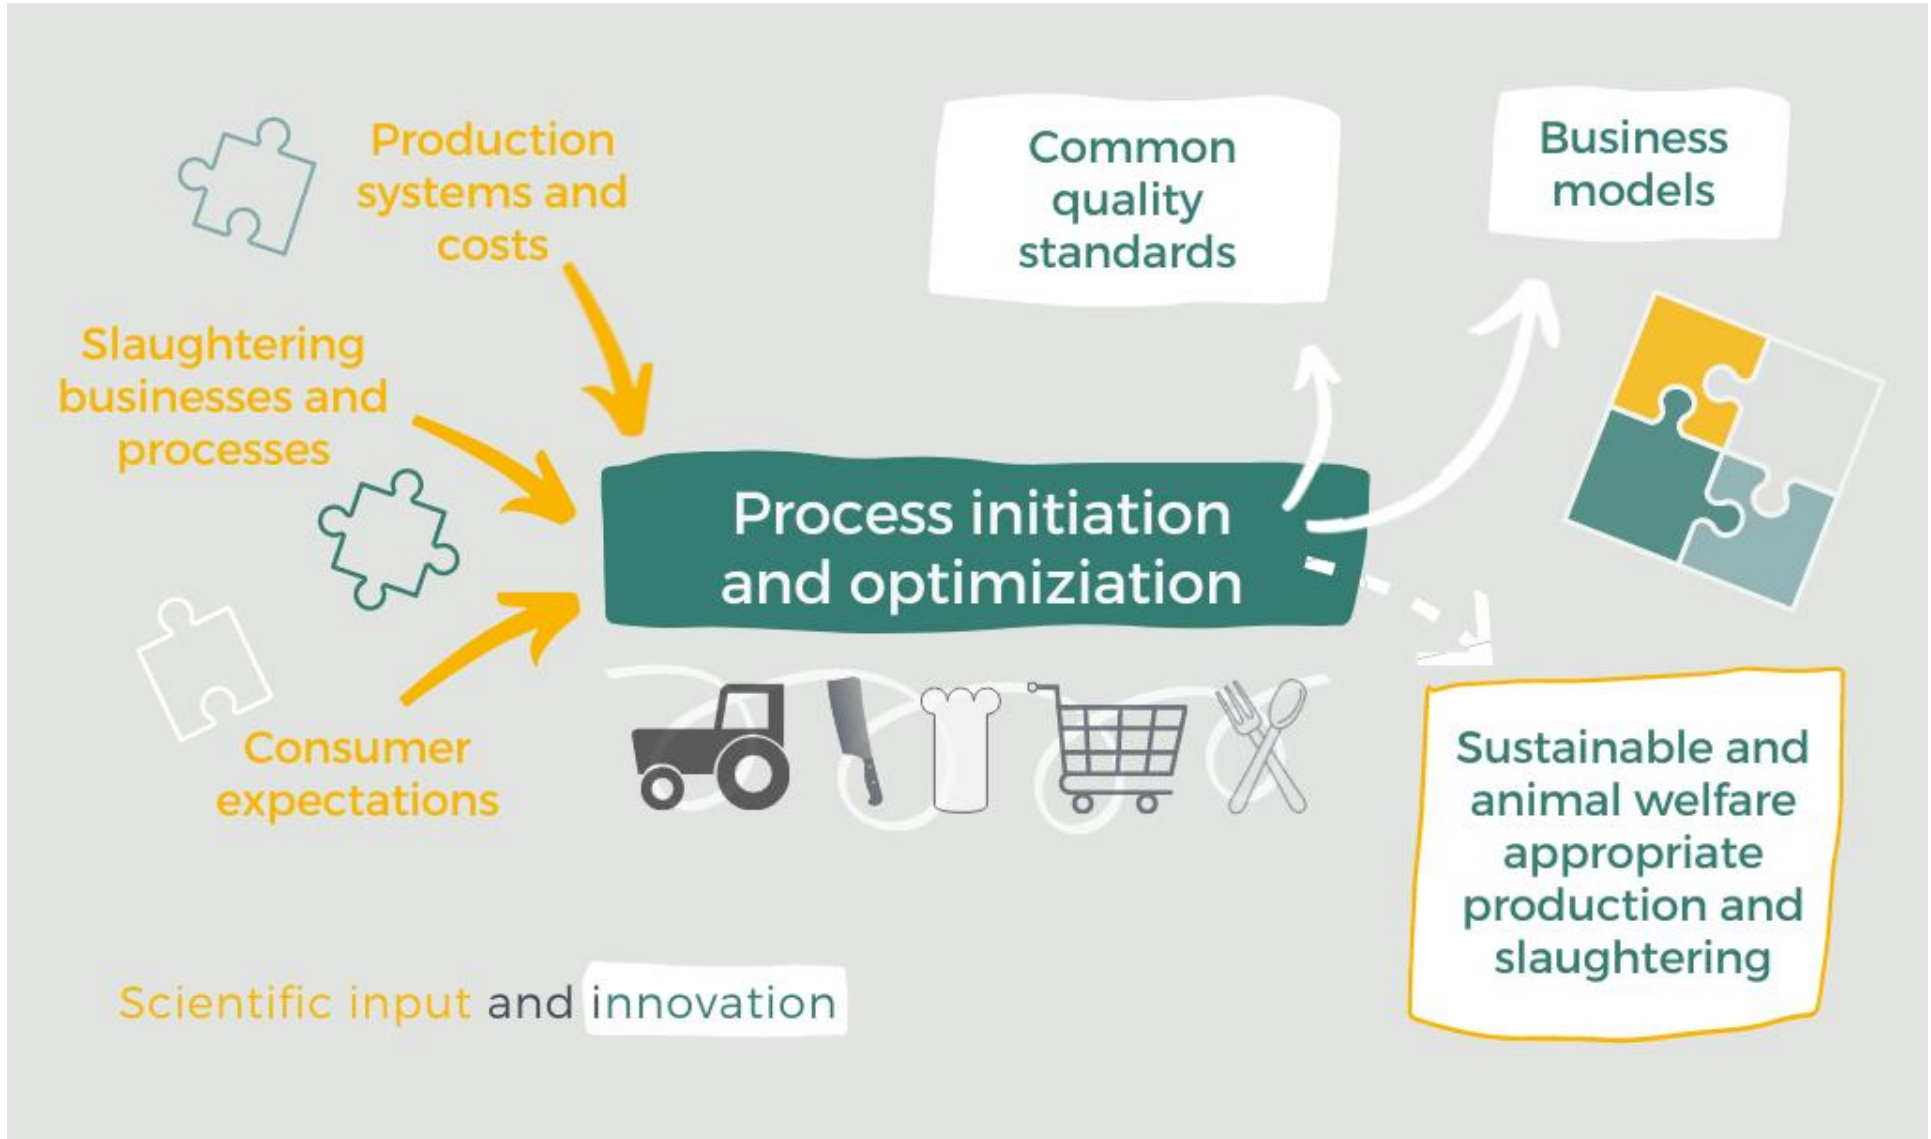 Production
systems and
costs
Slaughtering
businesses and
processes
Consumer
expectations
Process initiation
and optimiziation
Common
quality
standards
Business
models
Sustainable and
animal welfare
appropriate
production and
slaughtering
Scientific input and innovation